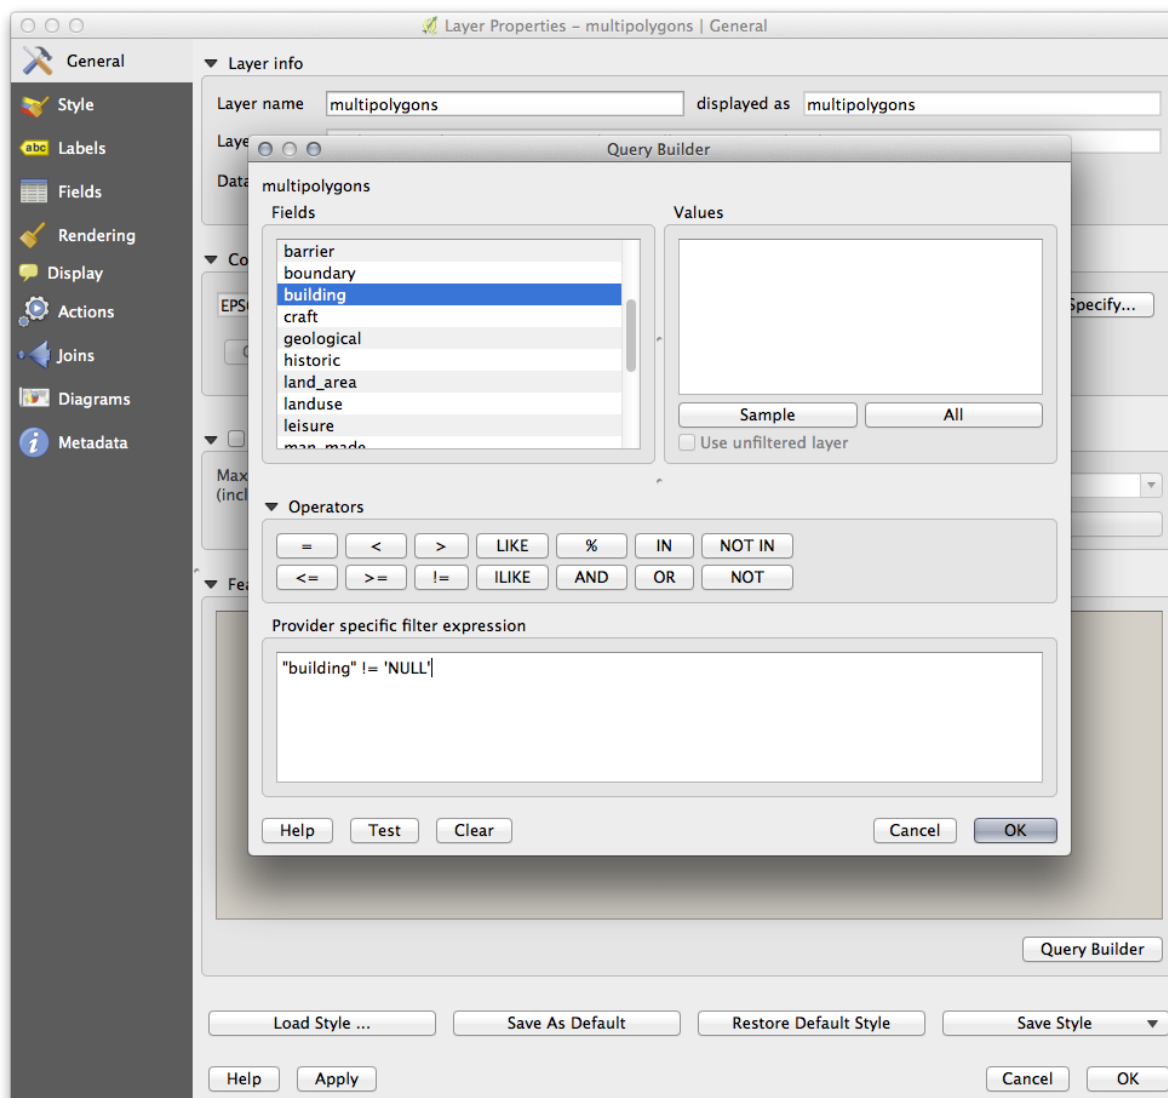 Layer Properties – multipolygons | General
General
Style
abc Labels
Fields
Rendering
Display
Actions
Joins
Diagrams
Metadata
Layer info
Layer name multipolygons displayed as multipolygons
Query Builder
multipolygons
Fields
barrier
boundary
building
craft
geological
historic
land_area
landuse
leisure
man_made
Values
Sample All
Use unfiltered layer
Specify...
Operators
= < > LIKE % IN NOT IN
<= >= != ILIKE AND OR NOT
Provider specific filter expression
"building" != 'NULL'
Help Test Clear Cancel OK
Query Builder
Load Style ... Save As Default Restore Default Style Save Style
Help Apply Cancel OK